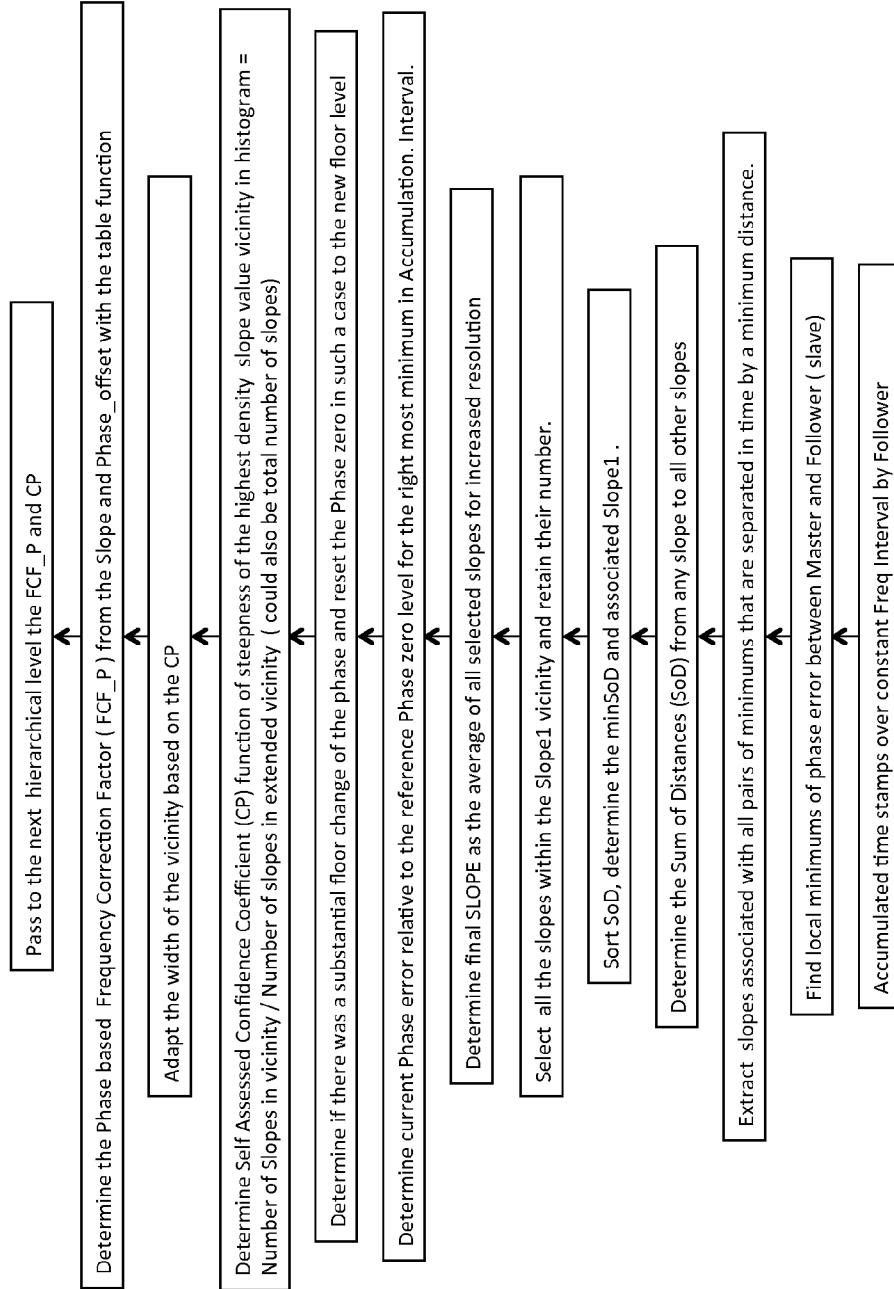 Pass to the next hierarchical level the FCF_P and CP
Determine the Phase based Frequency Correction Factor ( FCF_P ) from the Slope and Phase_offset with the table function
Adapt the width of the vicinity based on the CP
Determine Self Assessed Confidence Coefficient (CP) function of steepness of the highest density slope value vicinity in histogram =
Number of Slopes in vicinity / Number of slopes in extended vicinity ( could also be total number of slopes)
Determine if there was a substantial floor change of the phase and reset the Phase zero in such a case to the new floor level
Determine current Phase error relative to the reference Phase zero level for the right most minimum in Accumulation. Interval.
Determine final SLOPE as the average of all selected slopes for increased resolution
Select all the slopes within the Slope1 vicinity and retain their number.
Sort SoD, determine the minSoD and associated Slope1 .
Determine the Sum of Distances (SoD) from any slope to all other slopes
Extract slopes associated with all pairs of minimums that are separated in time by a minimum distance.
Find local minimums of phase error between Master and Follower ( slave)
Accumulated time stamps over constant Freq Interval by Follower